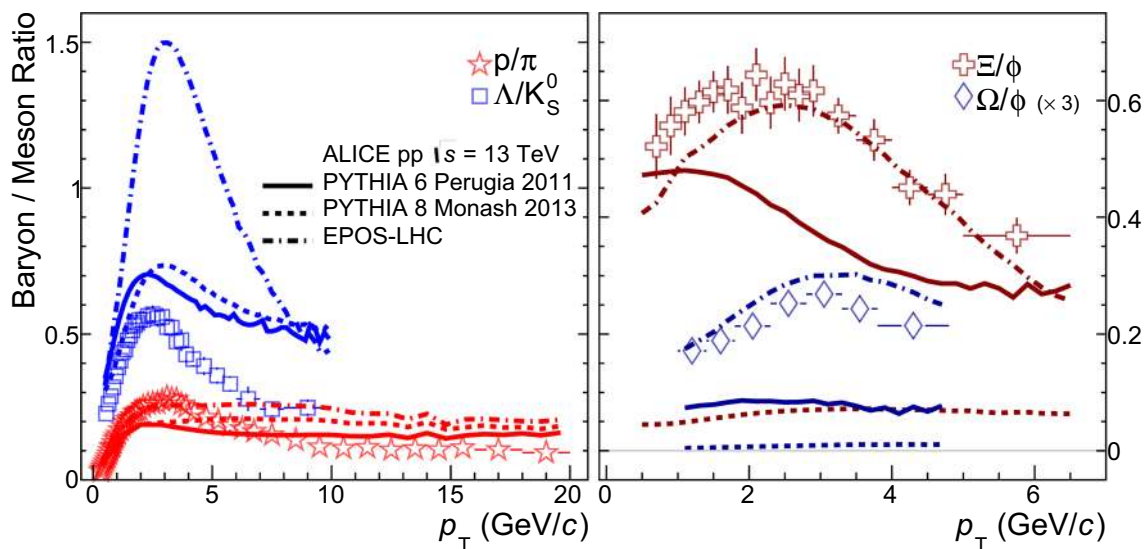 Baryon / Meson Ratio
1.5
1
0.5
0
p/π
Λ/K⁰_S
ALICE pp √s = 13 TeV
PYTHIA 6 Perugia 2011
PYTHIA 8 Monash 2013
EPOS-LHC
0 5 10 15 20
p_T (GeV/c)
Ξ/ϕ
Ω/ϕ (× 3)
0.6
0.4
0.2
0
0 2 4 6
p_T (GeV/c)